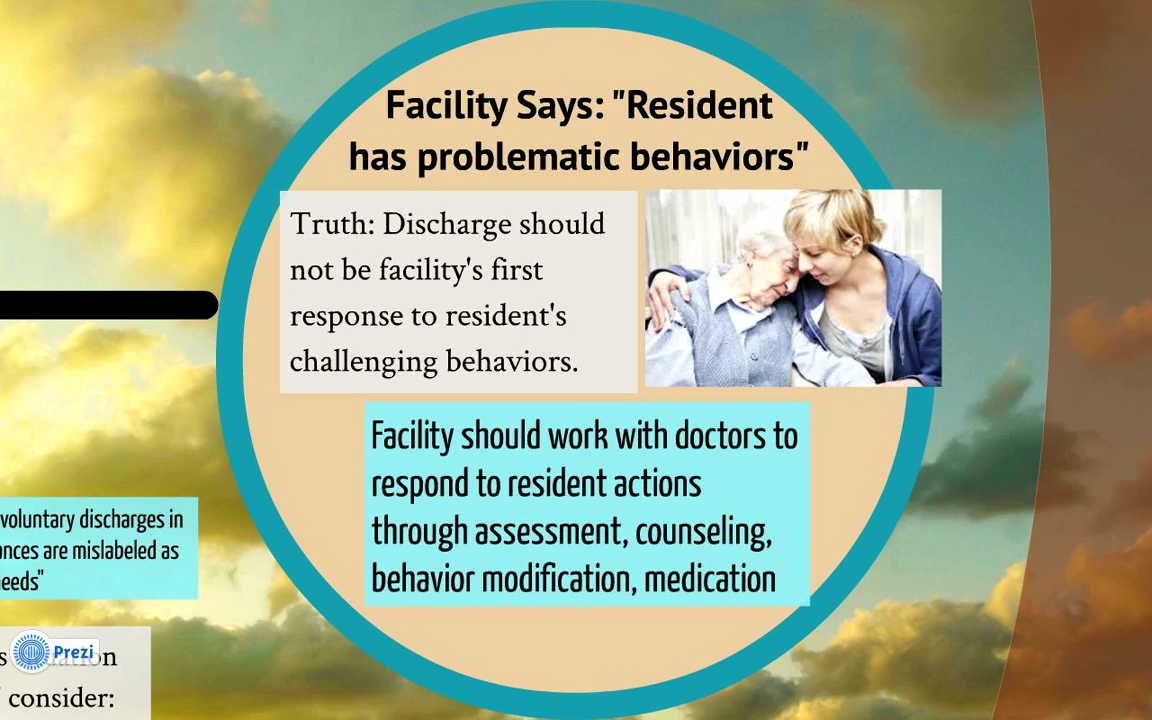 Facility Says: "Resident
has problematic behaviors"
Truth: Discharge should
not be facility's first
response to resident's
challenging behaviors.
Facility should work with doctors to
respond to resident actions
through assessment, counseling,
behavior modification, medication
voluntary discharges in
ances are mislabeled as
needs"
Prezi
consider: